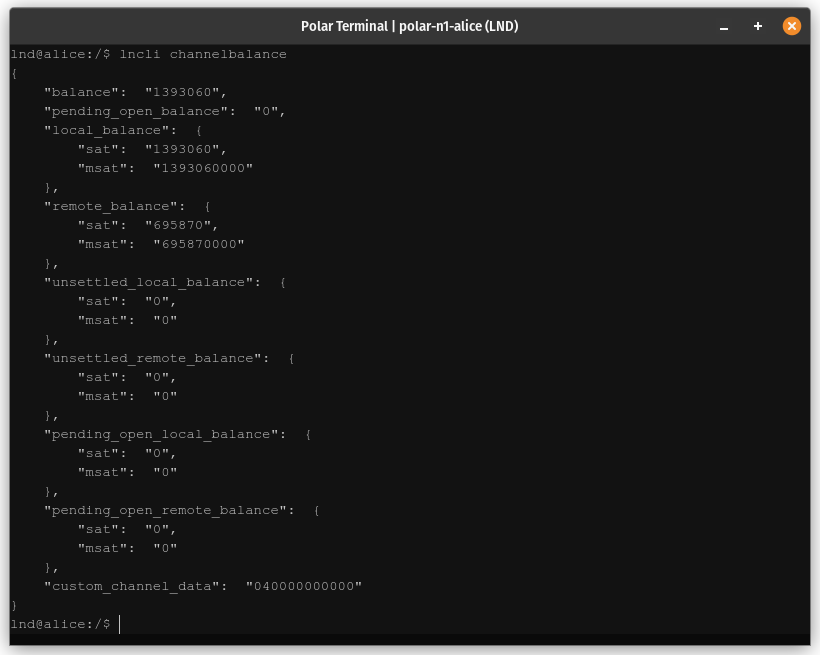 Polar Terminal | polar-n1-alice (LND)
lnd@alice:/$ lncli channelbalance
{
    "balance":  "1393060",
    "pending_open_balance":  "0",
    "local_balance":  {
        "sat":  "1393060",
        "msat":  "1393060000"
    },
    "remote_balance":  {
        "sat":  "695870",
        "msat":  "695870000"
    },
    "unsettled_local_balance":  {
        "sat":  "0",
        "msat":  "0"
    },
    "unsettled_remote_balance":  {
        "sat":  "0",
        "msat":  "0"
    },
    "pending_open_local_balance":  {
        "sat":  "0",
        "msat":  "0"
    },
    "pending_open_remote_balance":  {
        "sat":  "0",
        "msat":  "0"
    },
    "custom_channel_data":  "040000000000"
}
lnd@alice:/$